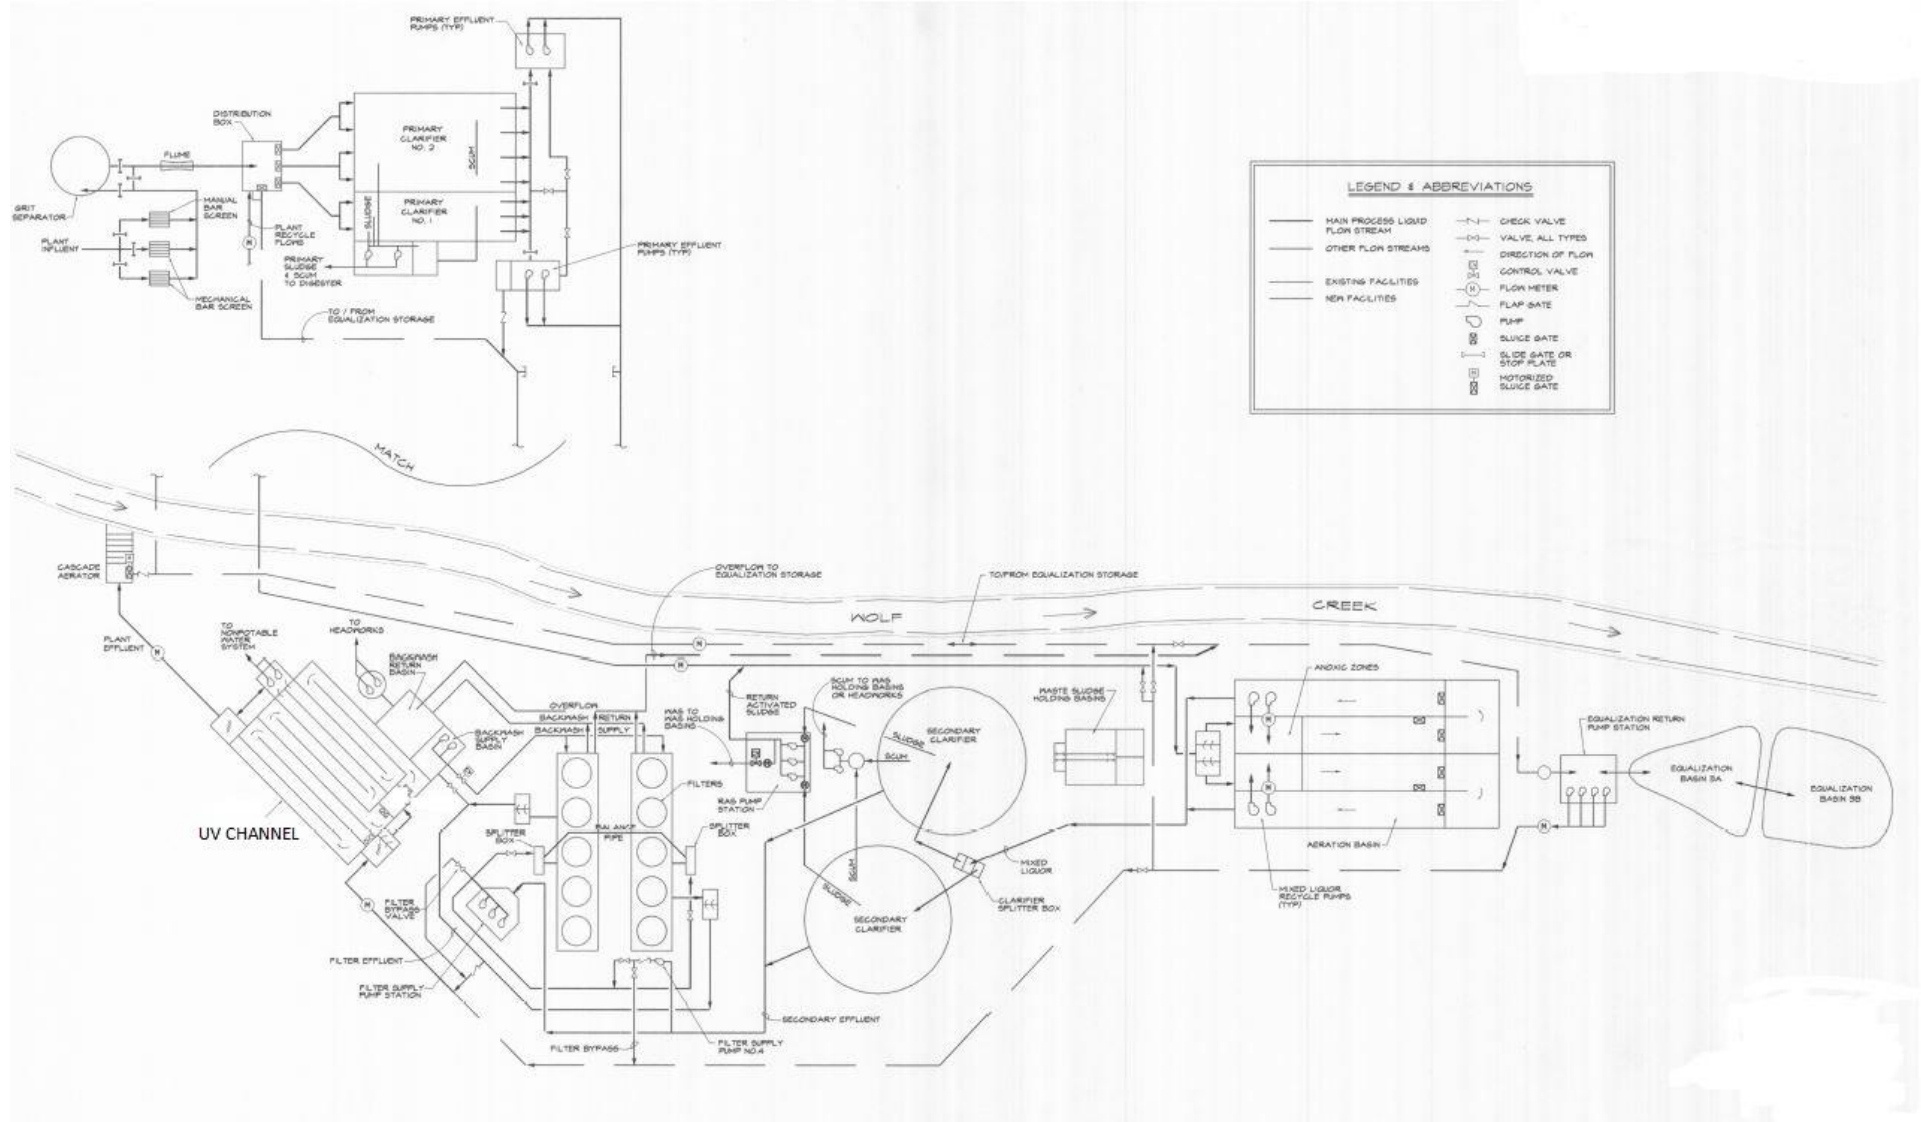 PRIMARY EFFLUENT
PUMPS (TYP)
DISTRIBUTION
BOX
FLUME
PRIMARY
CLARIFIER
NO. 2
SCUM
GRIT
SEPARATOR
MANUAL
BAR
SCREEN
PLANT
INFLUENT
PLANT
RECYCLE
FLOWS
M
SLUDGE
PRIMARY
CLARIFIER
NO. 1
PRIMARY
SLUDGE
& SCUM
TO DIGESTER
PRIMARY EFFLUENT
PUMPS (TYP)
MECHANICAL
BAR SCREEN
TO / FROM
EQUALIZATION STORAGE
LEGEND & ABBREVIATIONS
MAIN PROCESS LIQUID
FLOW STREAM
OTHER FLOW STREAMS
EXISTING FACILITIES
NEW FACILITIES
CHECK VALVE
VALVE, ALL TYPES
DIRECTION OF FLOW
CONTROL VALVE
M
FLOW METER
FLAP GATE
PUMP
SLUICE GATE
SLIDE GATE OR
STOP PLATE
M
MOTORIZED
SLUICE GATE
MATCH
CASCADE
AERATOR
OVERFLOW TO
EQUALIZATION STORAGE
TO/FROM EQUALIZATION STORAGE
WOLF
CREEK
PLANT
EFFLUENT
M
TO
NONPOTABLE
WATER
SYSTEM
TO
HEADWORKS
BACKWASH
RETURN
BASIN
M
M
OVERFLOW
BACKWASH RETURN
BACKWASH SUPPLY
BACKWASH
SUPPLY
BASIN
RETURN
ACTIVATED
SLUDGE
WAS TO
WAS HOLDING
BASINS
SCUM TO WAS
HOLDING BASINS
OR HEADWORKS
SLUDGE
SECONDARY
CLARIFIER
SCUM
WASTE SLUDGE
HOLDING BASINS
ANOXIC ZONES
M
M
EQUALIZATION RETURN
PUMP STATION
EQUALIZATION
BASIN 3A
EQUALIZATION
BASIN 3B
M
FILTERS
RAS PUMP
STATION
UV CHANNEL
SPLITTER
BOX
BALANCE
PIPE
SPLITTER
BOX
AERATION BASIN
MIXED
LIQUOR
CLARIFIER
SPLITTER BOX
MIXED LIQUOR
RECYCLE PUMPS
(TYP)
SCUM
SLUDGE
SECONDARY
CLARIFIER
M
FILTER
BYPASS
VALVE
FILTER EFFLUENT
FILTER SUPPLY
PUMP STATION
SECONDARY EFFLUENT
FILTER BYPASS
FILTER SUPPLY
PUMP NO.4